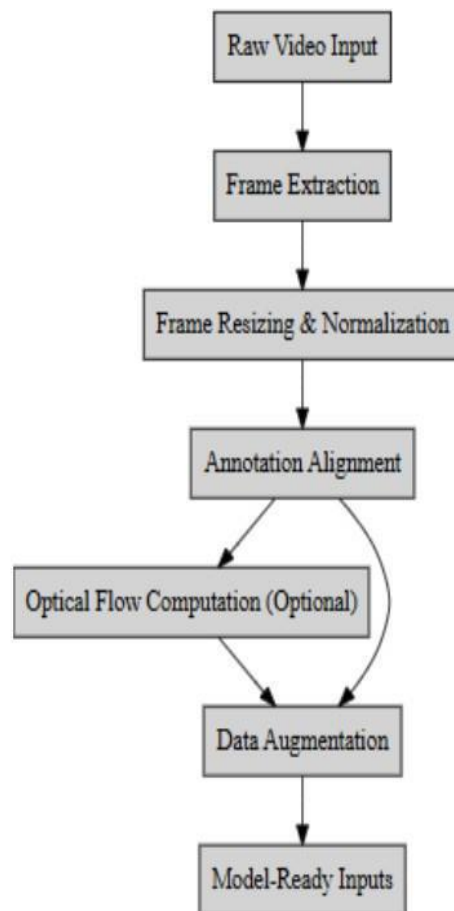 Raw Video Input
Frame Extraction
Frame Resizing & Normalization
Annotation Alignment
Optical Flow Computation (Optional)
Data Augmentation
Model-Ready Inputs